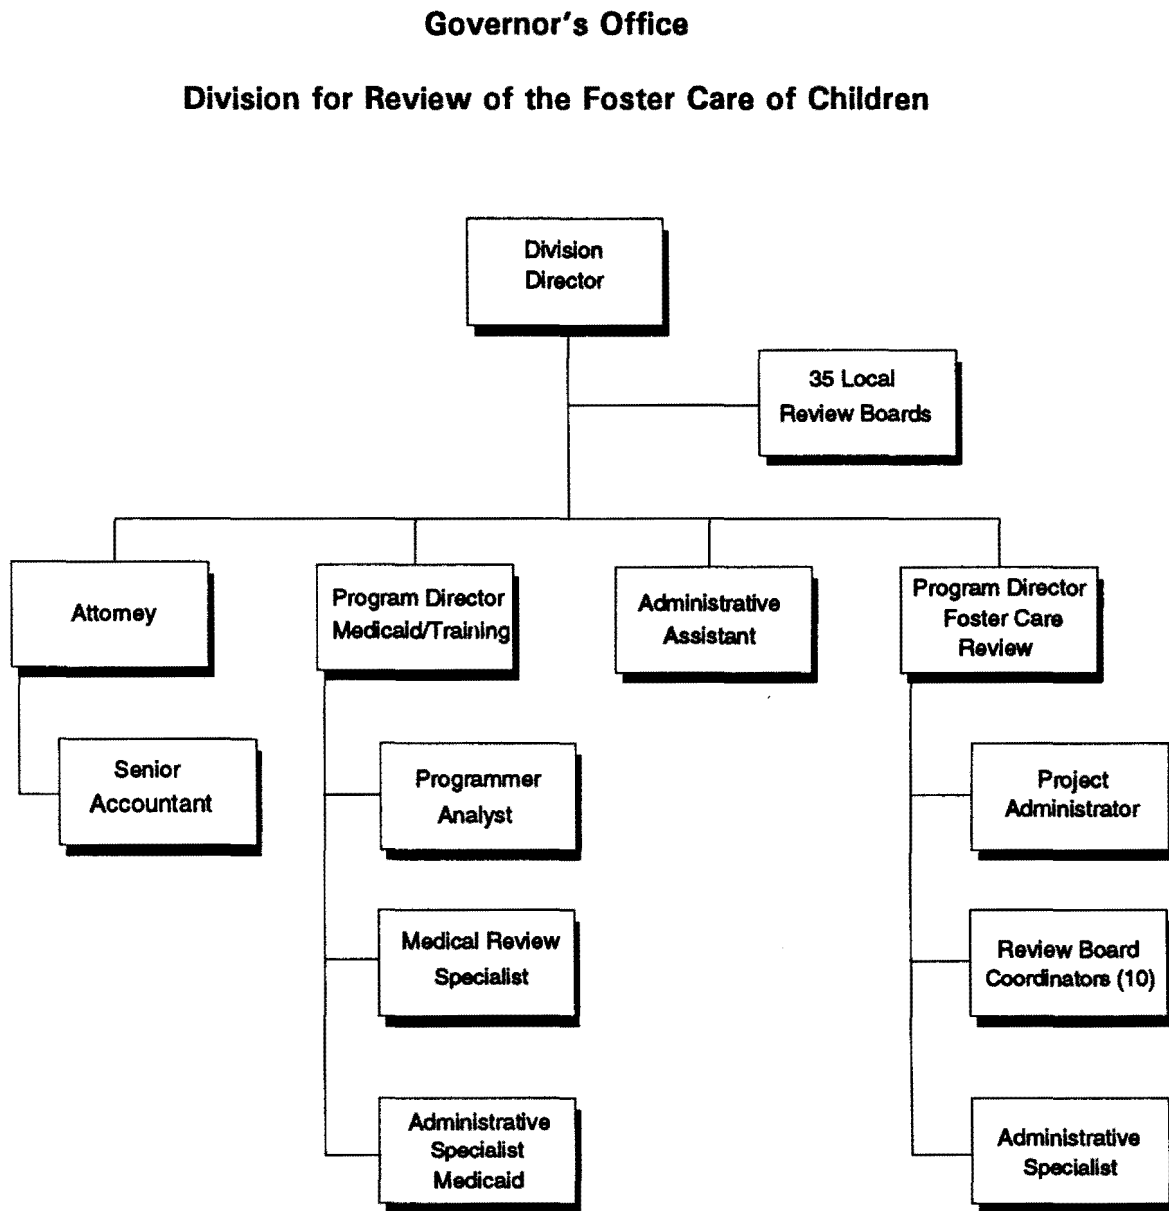 Governor's Office
Division for Review of the Foster Care of Children
Division
Director
35 Local
Review Boards
Attorney
Program Director
Medicaid/Training
Administrative
Assistant
Program Director
Foster Care
Review
Senior
Accountant
Programmer
Analyst
Project
Administrator
Medical Review
Specialist
Review Board
Coordinators (10)
Administrative
Specialist
Medicaid
Administrative
Specialist